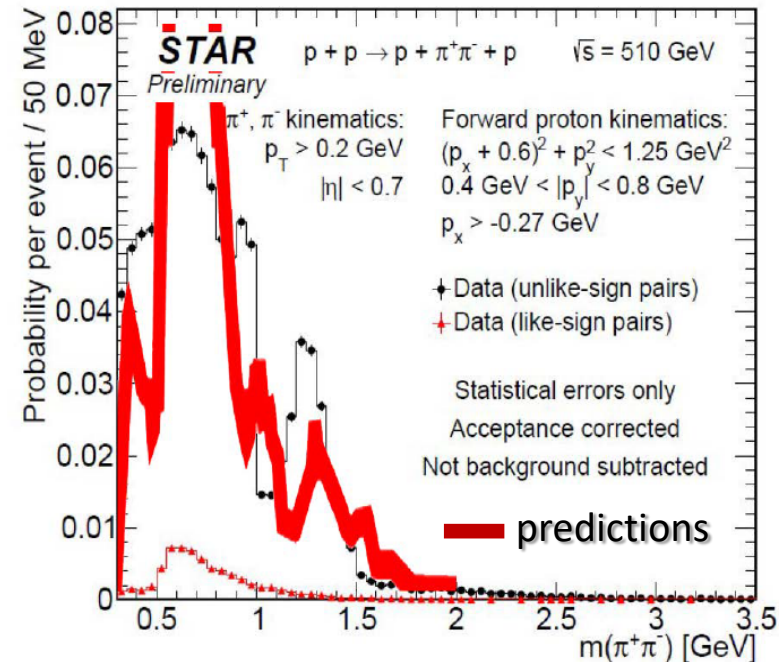 STAR
Preliminary
p + p → p + π⁺π⁻ + p √s = 510 GeV
π⁺, π⁻ kinematics:
p_T > 0.2 GeV
|η| < 0.7
Forward proton kinematics:
(p_x + 0.6)² + p_y² < 1.25 GeV²
0.4 GeV < |p_y| < 0.8 GeV
p_x > -0.27 GeV
Data (unlike-sign pairs)
Data (like-sign pairs)
Statistical errors only
Acceptance corrected
Not background subtracted
predictions
Probability per event / 50 MeV
0.08
0.07
0.06
0.05
0.04
0.03
0.02
0.01
0
0.5 1 1.5 2 2.5 3 3.5
m(π⁺π⁻) [GeV]